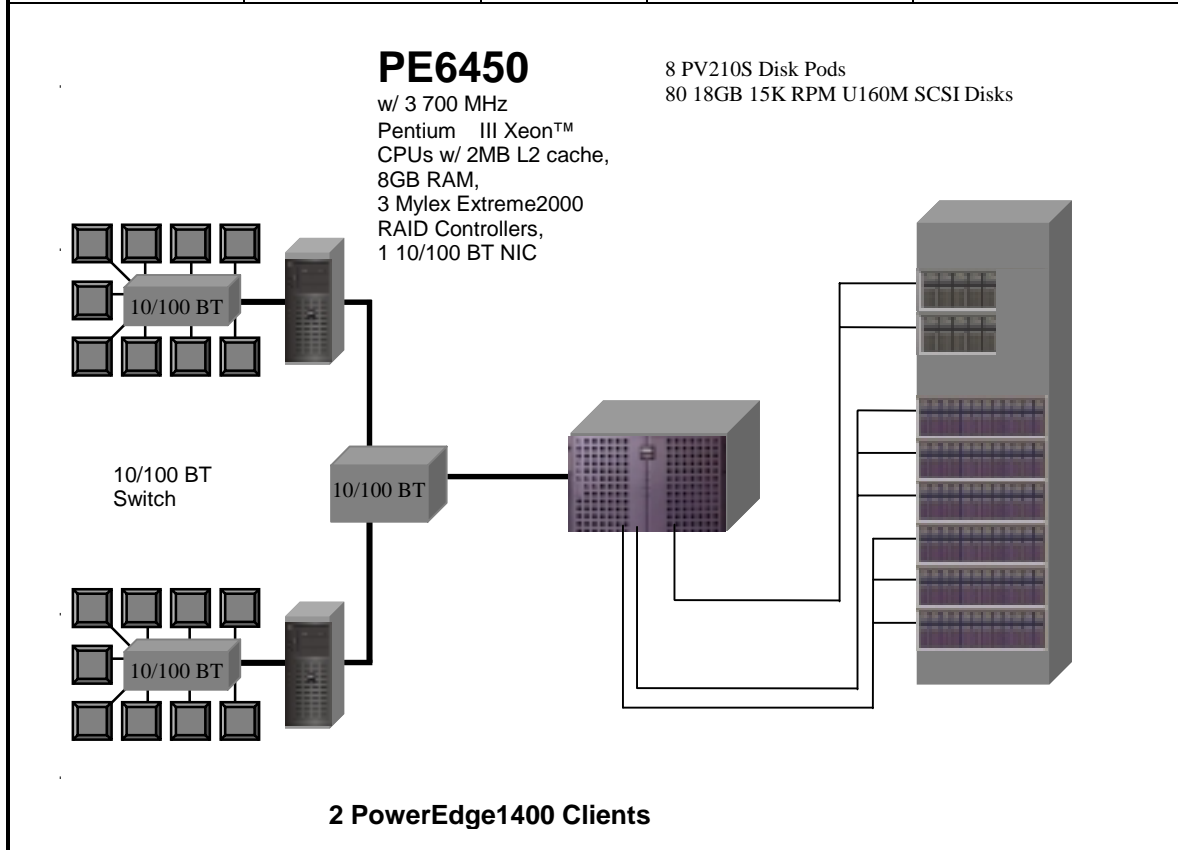 PE6450
w/ 3 700 MHz
Pentium III Xeon™
CPUs w/ 2MB L2 cache,
8GB RAM,
3 Mylex Extreme2000
RAID Controllers,
1 10/100 BT NIC
8 PV210S Disk Pods
80 18GB 15K RPM U160M SCSI Disks
10/100 BT
10/100 BT
Switch
10/100 BT
10/100 BT
2 PowerEdge1400 Clients